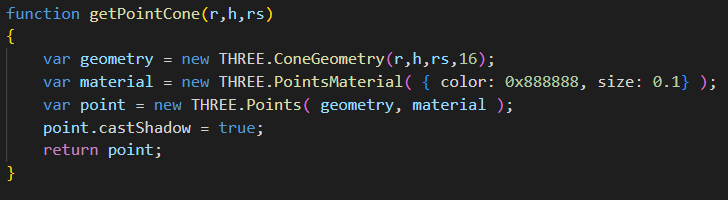 function getPointCone(r,h,rs)
{
    var geometry = new THREE.ConeGeometry(r,h,rs,16);
    var material = new THREE.PointsMaterial( { color: 0x888888, size: 0.1} );
    var point = new THREE.Points( geometry, material );
    point.castShadow = true;
    return point;
}